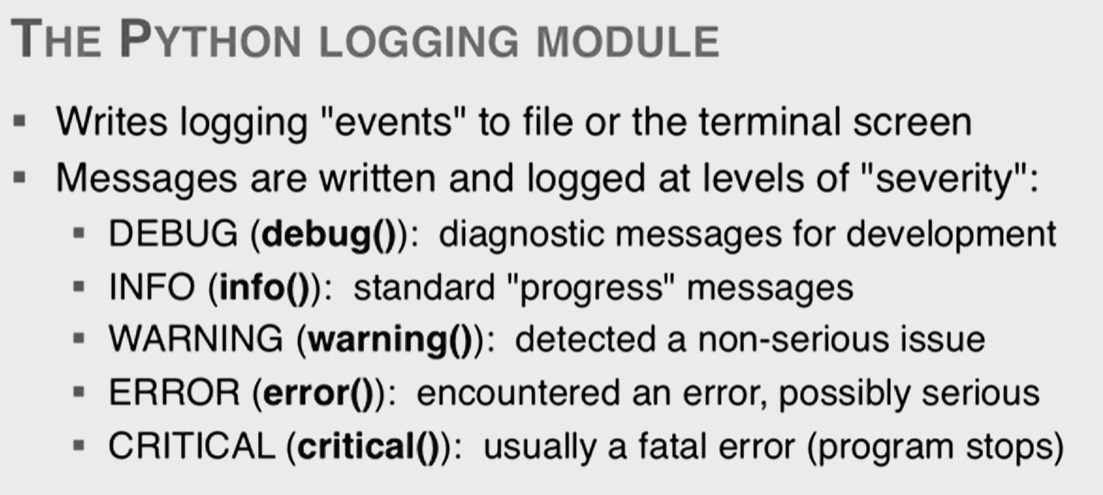 THE PYTHON LOGGING MODULE
▪ Writes logging "events" to file or the terminal screen
▪ Messages are written and logged at levels of "severity":
▪ DEBUG (debug()): diagnostic messages for development
▪ INFO (info()): standard "progress" messages
▪ WARNING (warning()): detected a non-serious issue
▪ ERROR (error()): encountered an error, possibly serious
▪ CRITICAL (critical()): usually a fatal error (program stops)